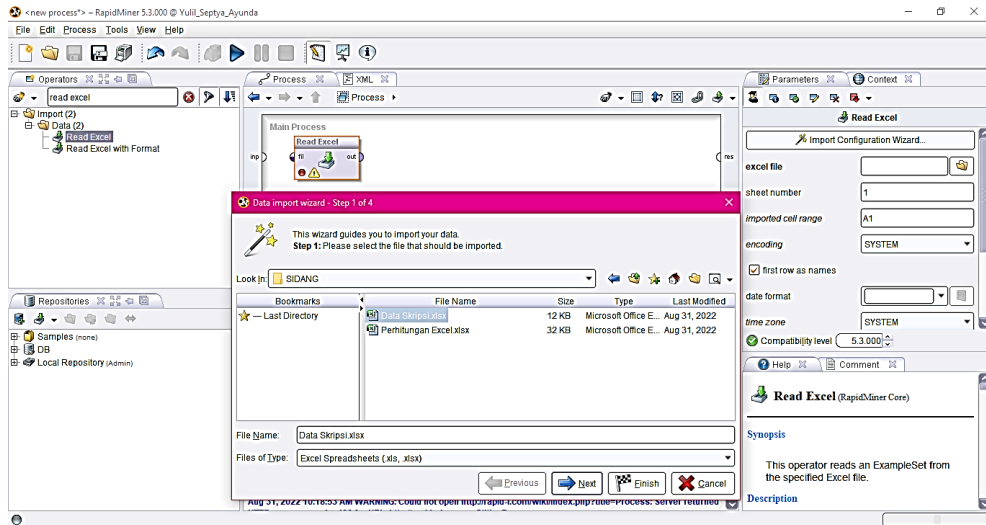 <new process*> – RapidMiner 5.3.000 @ Yulil_Septya_Ayunda
File Edit Process Tools View Help
Operators
read excel
Import (2)
Data (2)
Read Excel
Read Excel with Format
Repositories
Samples (none)
DB
Local Repository (Admin)
Process XML
Process
Main Process
Read Excel
inp
fil out
res
Data import wizard - Step 1 of 4
This wizard guides you to import your data.
Step 1: Please select the file that should be imported.
Look In: SIDANG
Bookmarks File Name Size Type Last Modified
— Last Directory
Data Skripsi.xlsx 12 KB Microsoft Office E... Aug 31, 2022
Perhitungan Excel.xlsx 32 KB Microsoft Office E... Aug 31, 2022
File Name: Data Skripsi.xlsx
Files of Type: Excel Spreadsheets (.xls, .xlsx)
Previous Next Finish Cancel
Aug 31, 2022 10:18:53 AM WARNING: Could not open http://rapid-i.com/wiki/index.php?title=Process: Server returned
Parameters Context
Read Excel
Import Configuration Wizard...
excel file
sheet number 1
imported cell range A1
encoding SYSTEM
first row as names
date format
time zone SYSTEM
Compatibility level 5.3.000
Help Comment
Read Excel (RapidMiner Core)
Synopsis
This operator reads an ExampleSet from
the specified Excel file.
Description